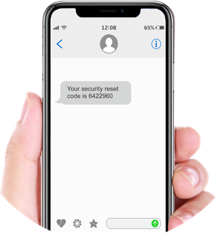 12:08 65%
Your security reset
code is 6422960